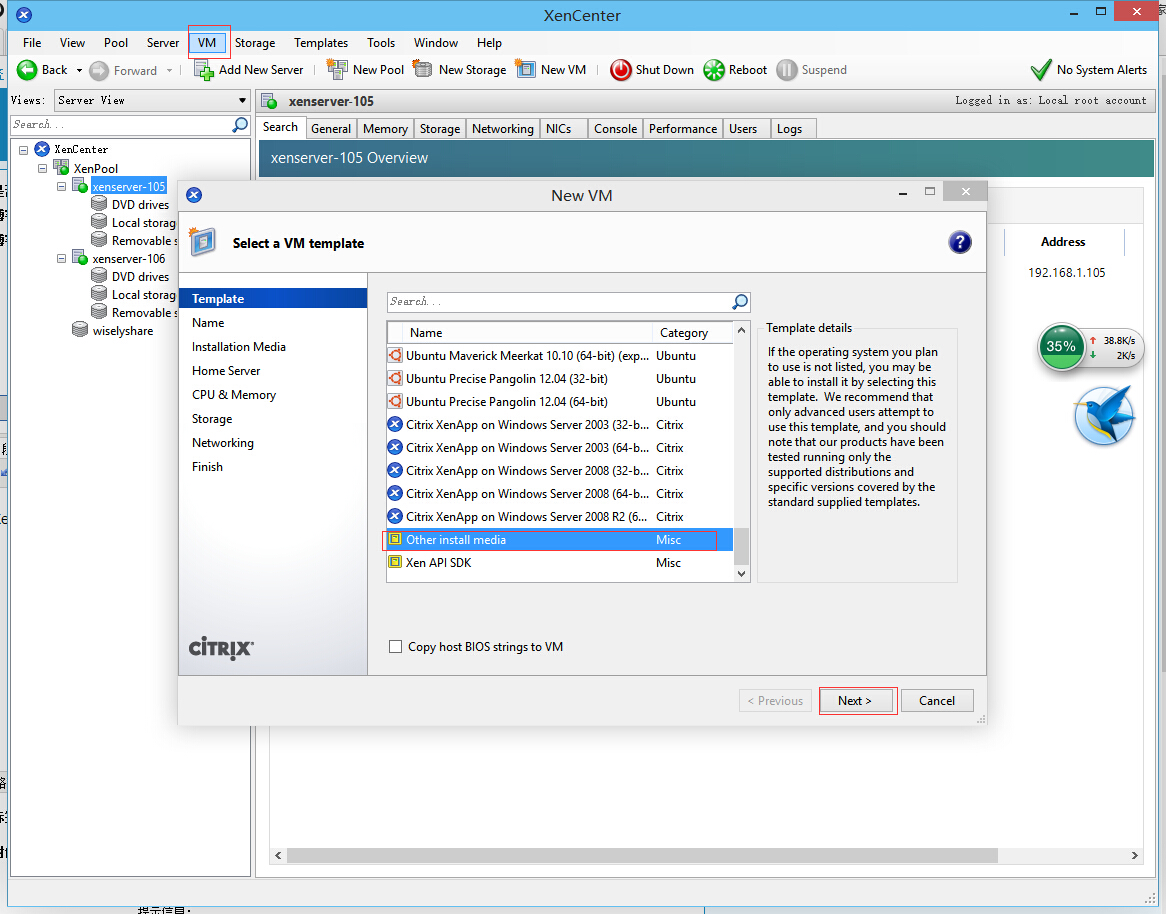 XenCenter
File View Pool Server VM Storage Templates Tools Window Help
Back Forward Add New Server New Pool New Storage New VM Shut Down Reboot Suspend No System Alerts
Views: Server View
xenserver-105 Logged in as: Local root account
Search...
Search General Memory Storage Networking NICs Console Performance Users Logs
XenCenter
XenPool
xenserver-105
DVD drives
Local storag
Removable s
xenserver-106
DVD drives
Local storag
Removable s
wiselyshare
xenserver-105 Overview
Address
192.168.1.105
35%
38.8K/s
2K/s
New VM
Select a VM template
?
Template
Name
Installation Media
Home Server
CPU & Memory
Storage
Networking
Finish
CITRIX
Search...
Name Category
Ubuntu Maverick Meerkat 10.10 (64-bit) (exp... Ubuntu
Ubuntu Precise Pangolin 12.04 (32-bit) Ubuntu
Ubuntu Precise Pangolin 12.04 (64-bit) Ubuntu
Citrix XenApp on Windows Server 2003 (32-b... Citrix
Citrix XenApp on Windows Server 2003 (64-b... Citrix
Citrix XenApp on Windows Server 2008 (32-b... Citrix
Citrix XenApp on Windows Server 2008 (64-b... Citrix
Citrix XenApp on Windows Server 2008 R2 (6... Citrix
Other install media Misc
Xen API SDK Misc
Template details
If the operating system you plan
to use is not listed, you may be
able to install it by selecting this
template. We recommend that
only advanced users attempt to
use this template, and you should
note that our products have been
tested running only the
supported distributions and
specific versions covered by the
standard supplied templates.
Copy host BIOS strings to VM
< Previous Next > Cancel